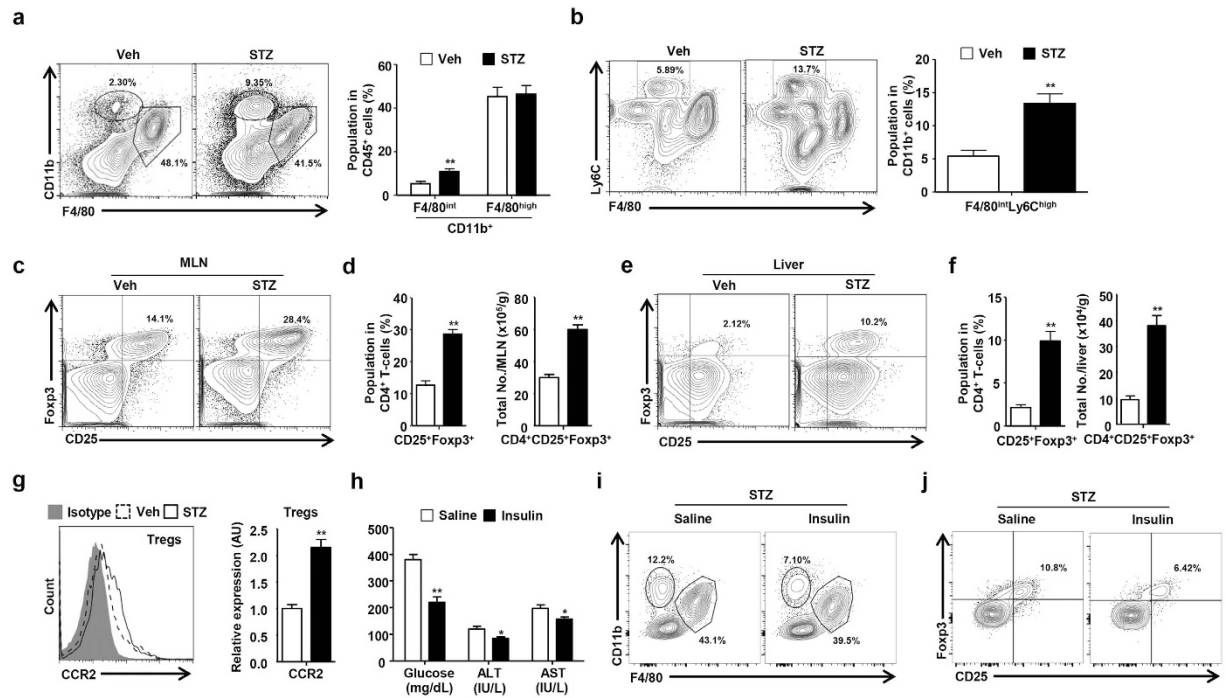 a
Veh
STZ
2.30%
9.35%
48.1%
41.5%
CD11b
F4/80
Veh
STZ
Population in
CD45⁺ cells (%)
60
40
20
0
**
F4/80ⁱⁿᵗ
F4/80ʰⁱᵍʰ
CD11b⁺
b
Veh
STZ
5.89%
13.7%
Ly6C
F4/80
Veh
STZ
Population in
CD11b⁺ cells (%)
20
15
10
5
0
**
F4/80ⁱⁿᵗLy6Cʰⁱᵍʰ
c
MLN
Veh
STZ
14.1%
28.4%
Foxp3
CD25
d
Population in
CD4⁺ T-cells (%)
40
30
20
10
0
**
CD25⁺Foxp3⁺
Total No./MLN (x10⁵/g)
80
60
40
20
0
**
CD4⁺CD25⁺Foxp3⁺
e
Liver
Veh
STZ
2.12%
10.2%
Foxp3
CD25
f
Population in
CD4⁺ T-cells (%)
15
10
5
0
**
CD25⁺Foxp3⁺
Total No./liver (x10⁴/g)
50
40
30
20
10
0
**
CD4⁺CD25⁺Foxp3⁺
g
Isotype
Veh
STZ
Tregs
Count
CCR2
Tregs
Relative expression (AU)
2.5
2.0
1.5
1.0
0.5
0.0
**
CCR2
h
Saline
Insulin
500
400
300
200
100
0
**
*
*
Glucose
(mg/dL)
ALT
(IU/L)
AST
(IU/L)
i
STZ
Saline
Insulin
12.2%
7.10%
43.1%
39.5%
CD11b
F4/80
j
STZ
Saline
Insulin
10.8%
6.42%
Foxp3
CD25